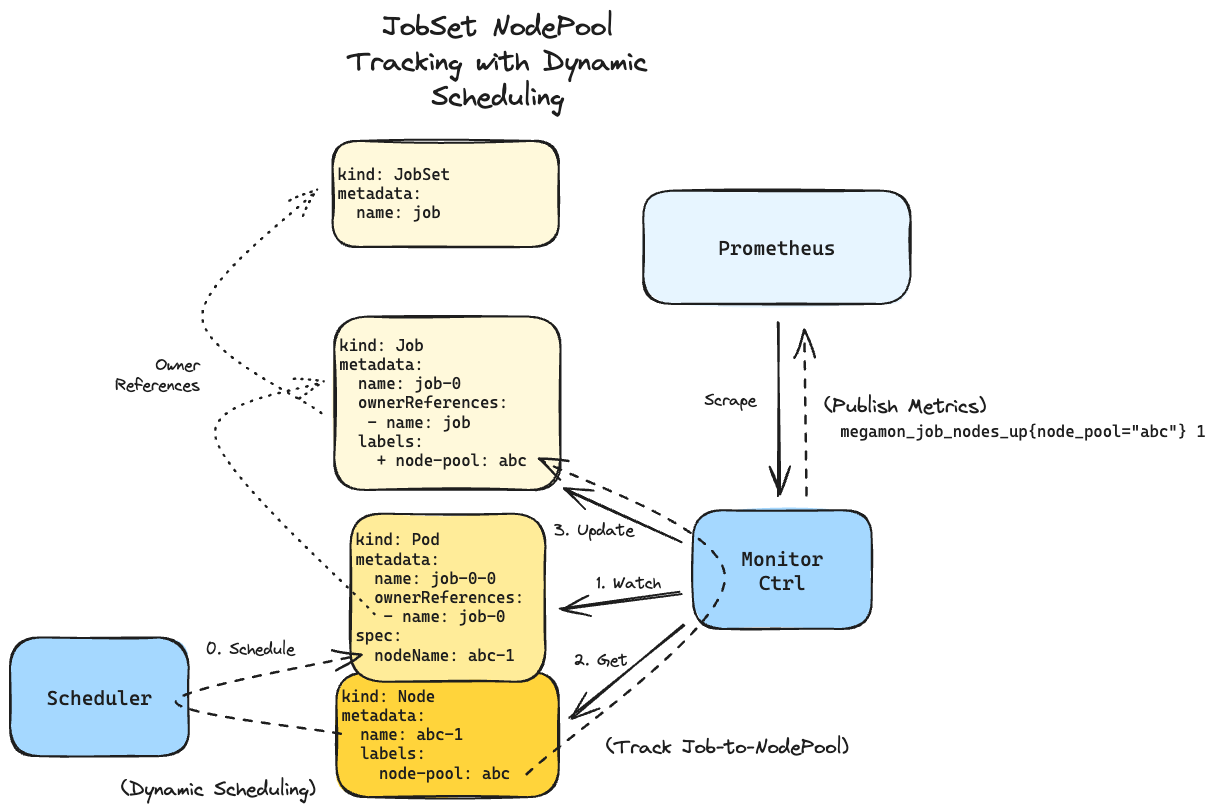 JobSet NodePool
Tracking with Dynamic
Scheduling
kind: JobSet
metadata:
  name: job
Prometheus
kind: Job
metadata:
  name: job-0
  ownerReferences:
   - name: job
  labels:
    + node-pool: abc
Owner
References
Scrape
(Publish Metrics)
megamon_job_nodes_up{node_pool="abc"} 1
3. Update
Monitor
Ctrl
kind: Pod
metadata:
  name: job-0-0
  ownerReferences:
   - name: job-0
spec:
  nodeName: abc-1
1. Watch
0. Schedule
2. Get
Scheduler
kind: Node
metadata:
  name: abc-1
  labels:
    node-pool: abc
(Track Job-to-NodePool)
(Dynamic Scheduling)